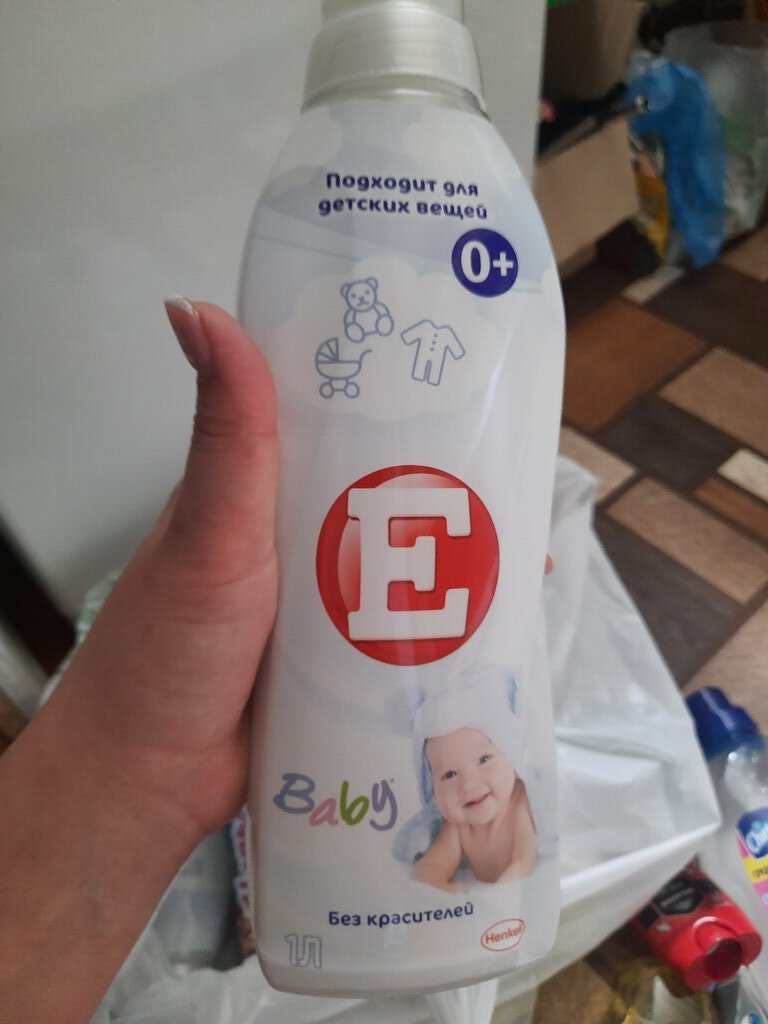 Подходит для
детских вещей
0+
E
Baby
Без красителей
1Л
Henkel